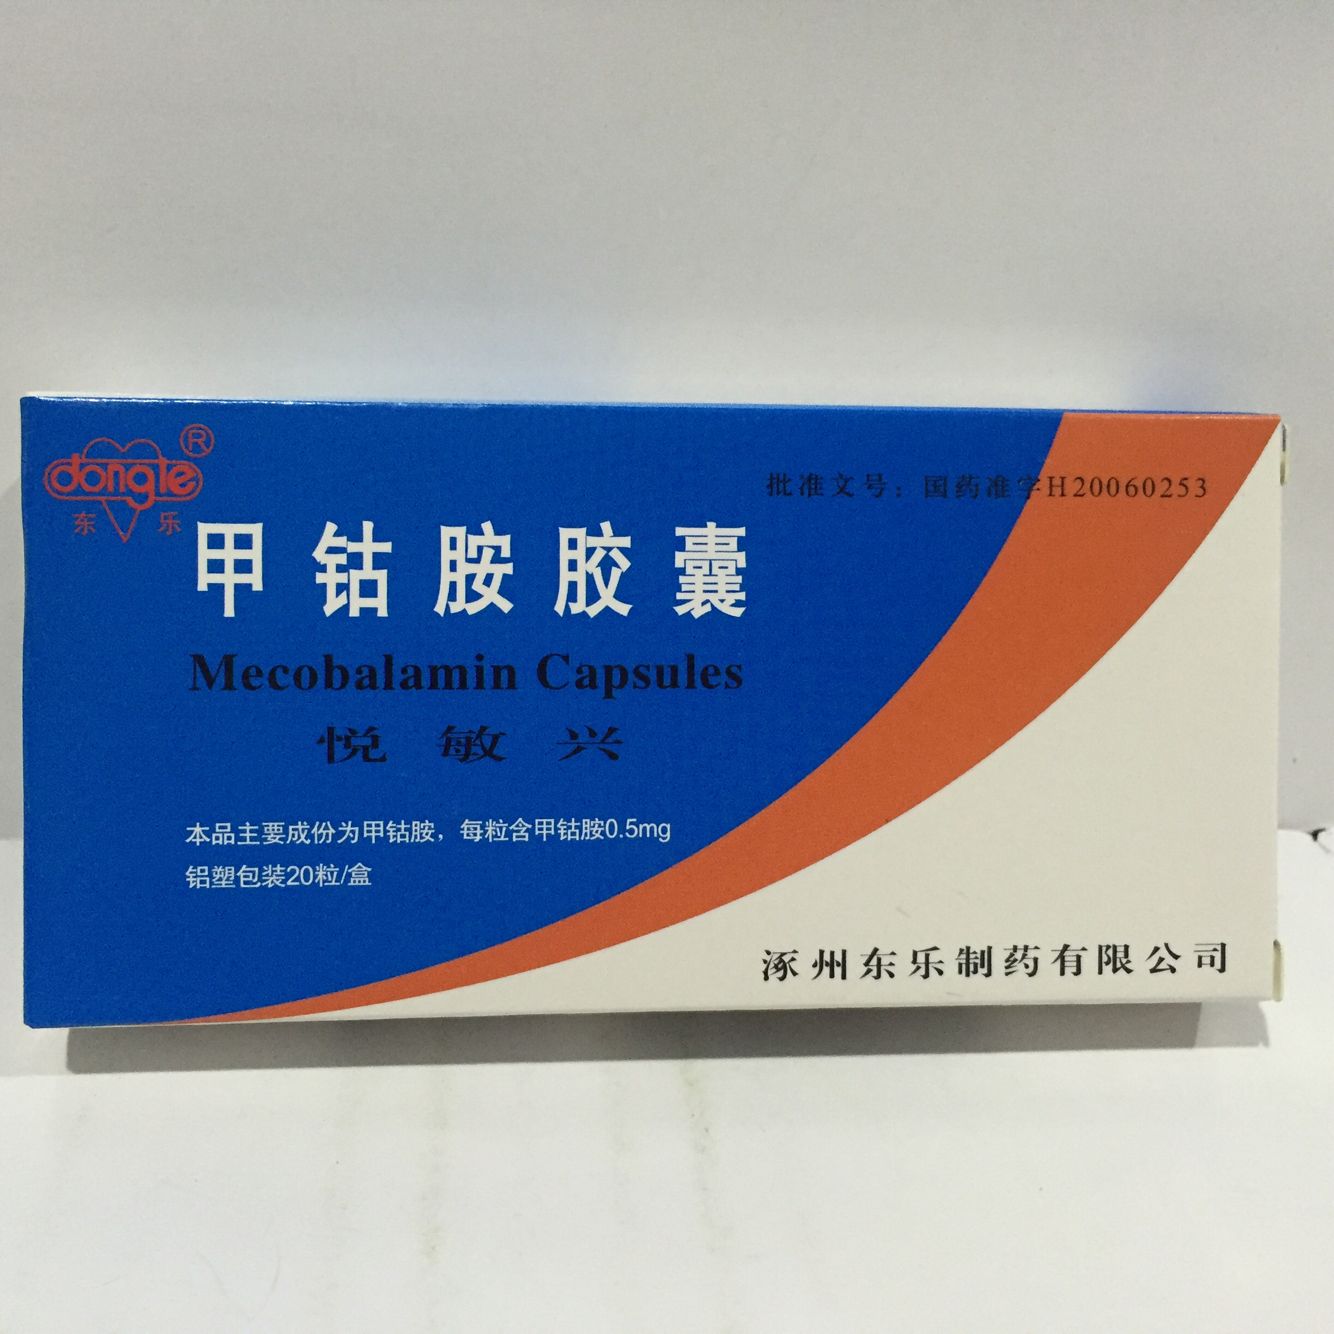 dongle®
东乐
批准文号：国药准字H20060253
甲钴胺胶囊
Mecobalamin Capsules
悦敏兴
本品主要成份为甲钴胺，每粒含甲钴胺0.5mg
铝塑包装20粒/盒
涿州东乐制药有限公司